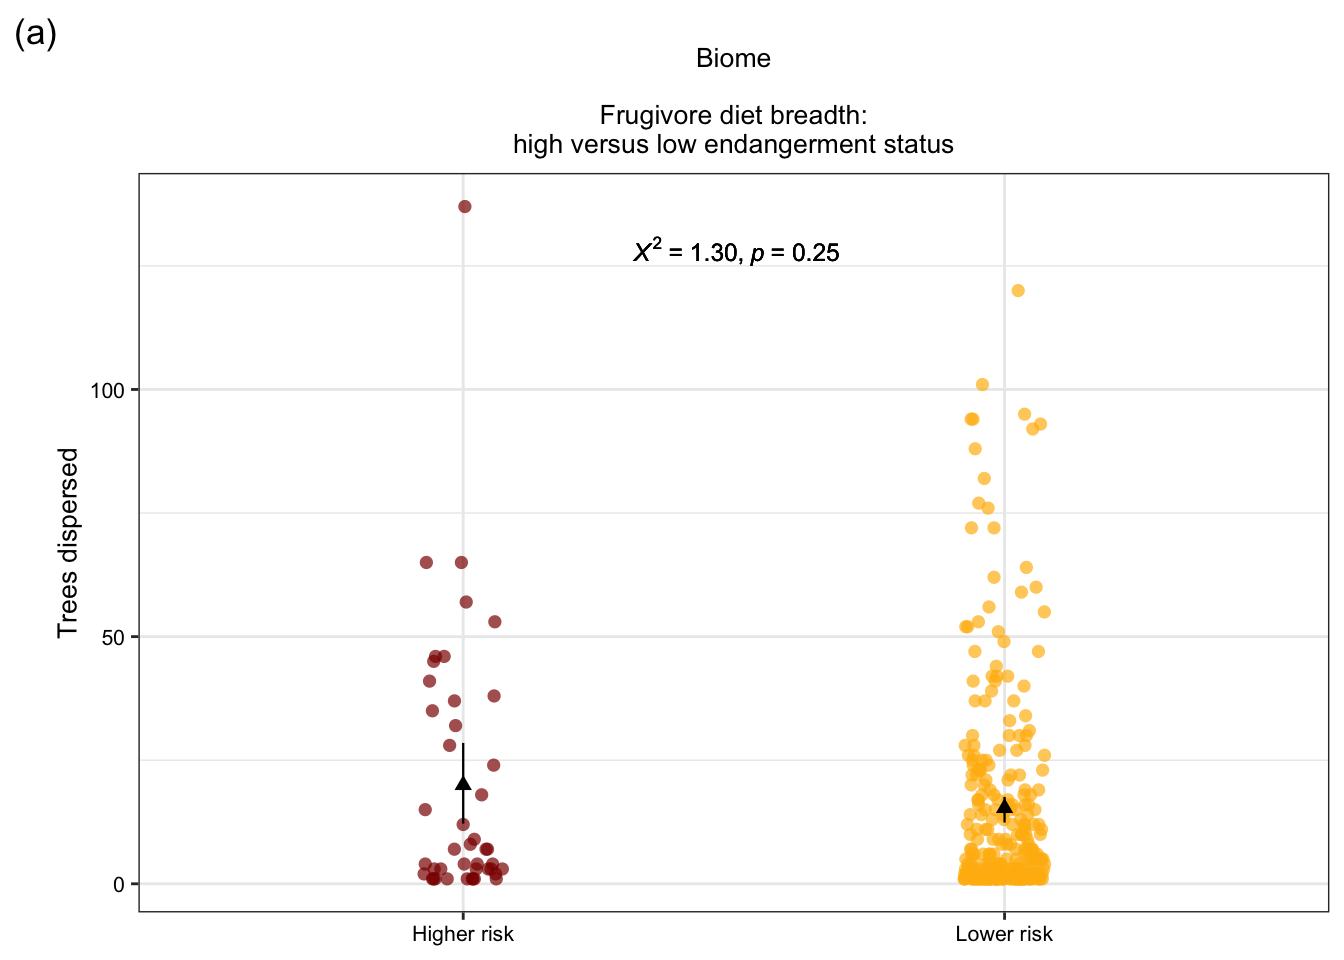 (a)
Biome
Frugivore diet breadth:
high versus low endangerment status
X² = 1.30, p = 0.25
Trees dispersed
100
50
0
Higher risk
Lower risk